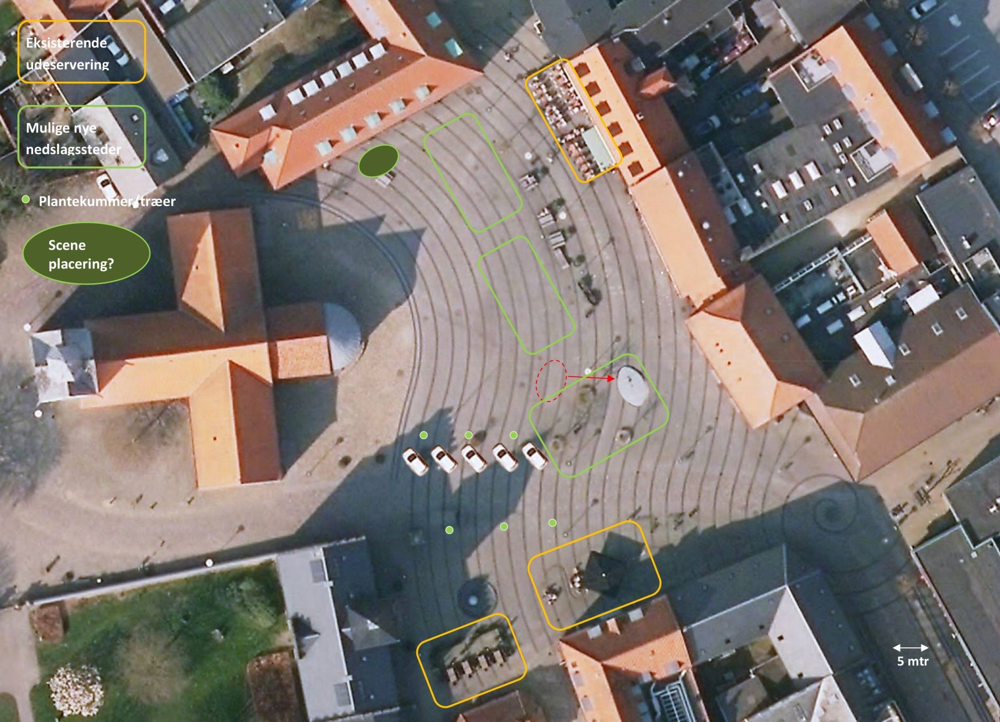 Eksisterende
udeservering
Mulige nye
nedslagssteder
Plantekummer/træer
Scene
placering?
5 mtr